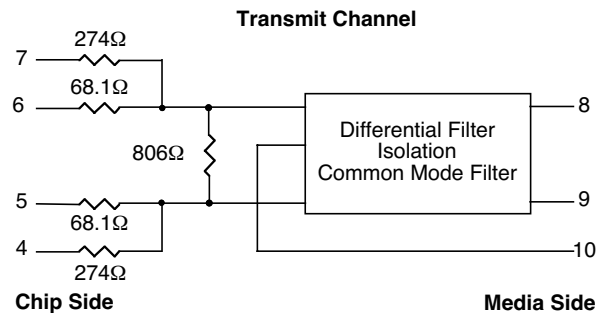 Transmit Channel
274Ω
7
68.1Ω
6
8
Differential Filter
Isolation
Common Mode Filter
806Ω
5
9
68.1Ω
4
10
274Ω
Chip Side
Media Side